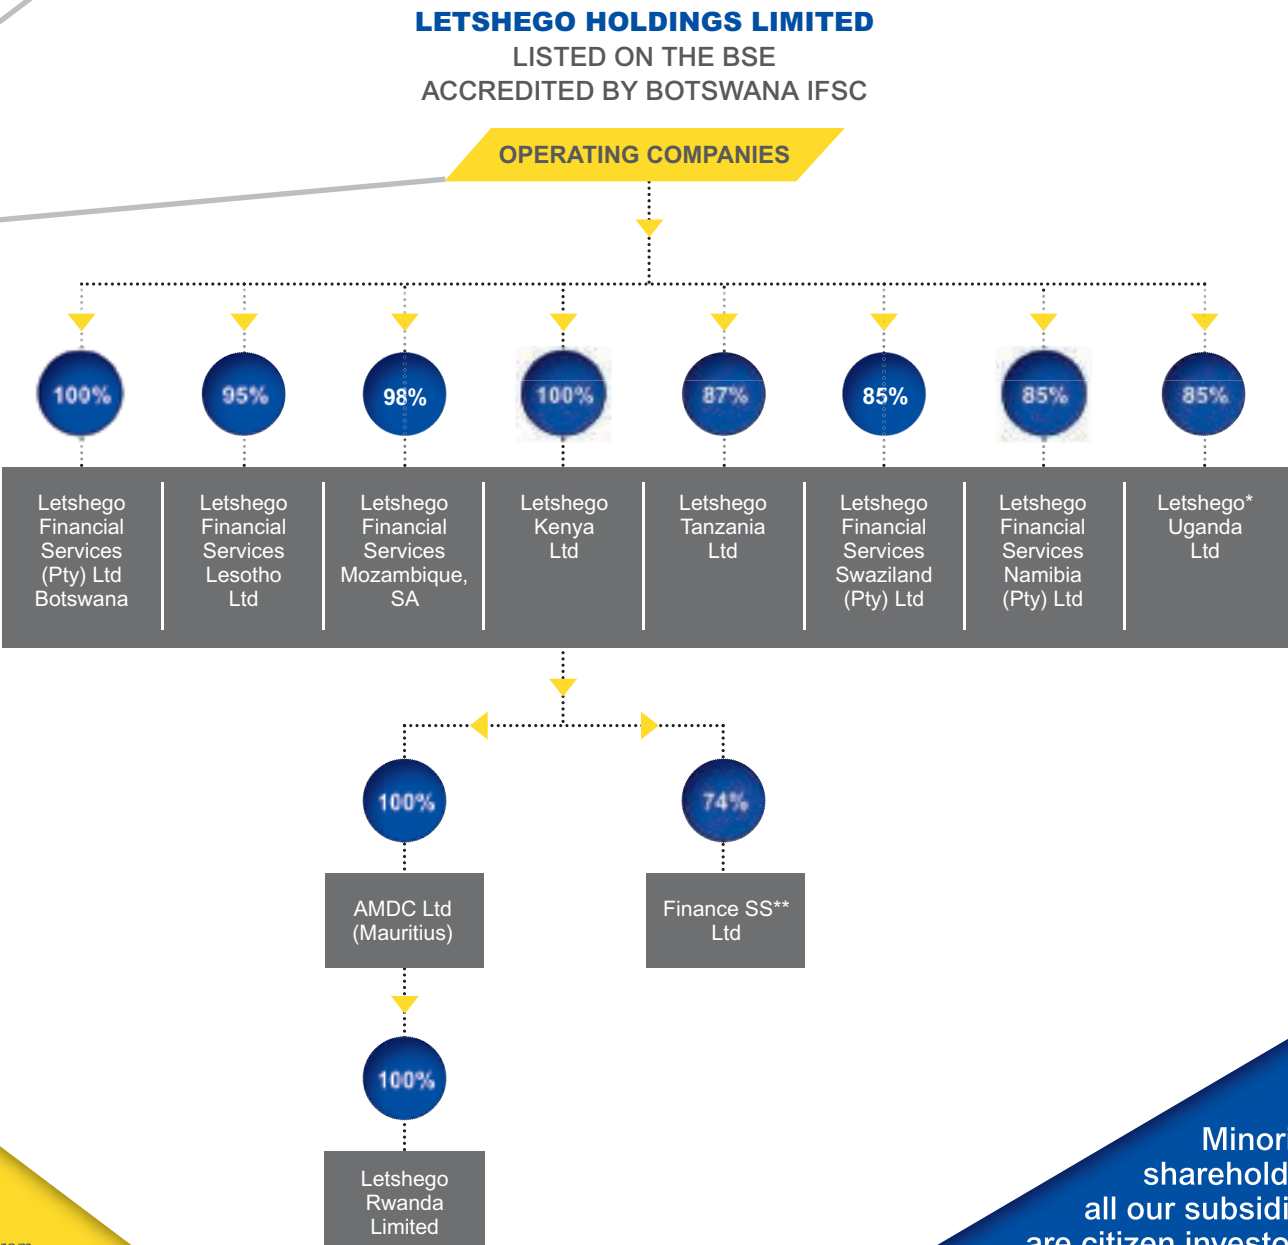 LETSHEGO HOLDINGS LIMITED
LISTED ON THE BSE
ACCREDITED BY BOTSWANA IFSC
OPERATING COMPANIES
100%
95%
98%
100%
87%
85%
85%
85%
Letshego
Financial
Services
(Pty) Ltd
Botswana
Letshego
Financial
Services
Lesotho
Ltd
Letshego
Financial
Services
Mozambique,
SA
Letshego
Kenya
Ltd
Letshego
Tanzania
Ltd
Letshego
Financial
Services
Swaziland
(Pty) Ltd
Letshego
Financial
Services
Namibia
(Pty) Ltd
Letshego*
Uganda
Ltd
100%
74%
AMDC Ltd
(Mauritius)
Finance SS**
Ltd
100%
Letshego
Rwanda
Limited
Minori
sharehold
all our subsidi
are citizen investo